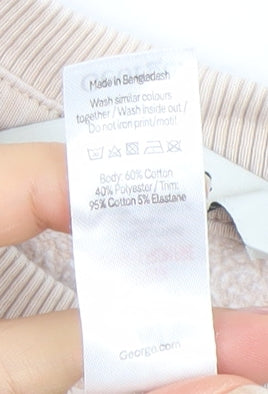 Made in Bangladesh
Wash similar colours
together / Wash inside out /
Do not iron print/motif
Body: 60% Cotton
40% Polyester / Trim:
95% Cotton 5% Elastane
George.com